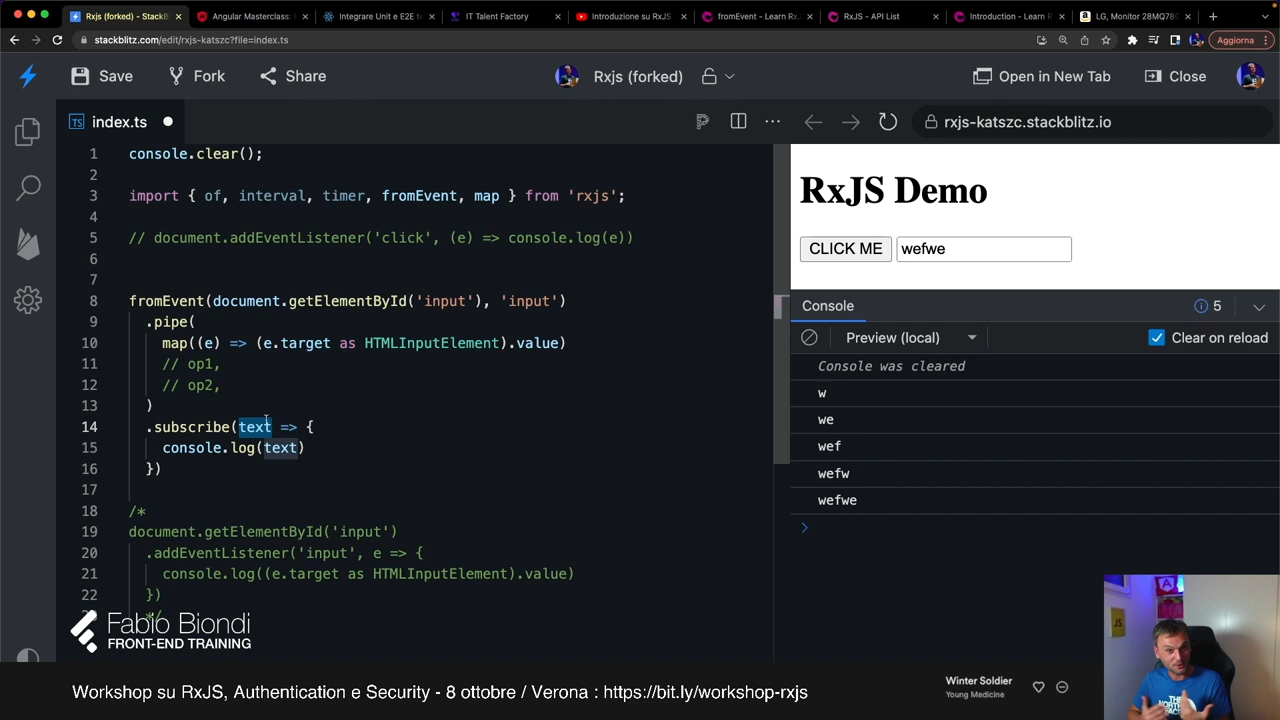 Rxjs (forked) - StackB
Angular Masterclass: 
Integrare Unit e E2E te
IT Talent Factory
Introduzione su RxJS
fromEvent - Learn RxJ
RxJS - API List
Introduction - Learn R
LG, Monitor 28MQ780
stackblitz.com/edit/rxjs-katszc?file=index.ts
Aggiorna
Save
Fork
Share
Rxjs (forked)
Open in New Tab
Close
TS index.ts
rxjs-katszc.stackblitz.io
1 console.clear();
2
3 import { of, interval, timer, fromEvent, map } from 'rxjs';
4
5 // document.addEventListener('click', (e) => console.log(e))
6
7
8 fromEvent(document.getElementById('input'), 'input')
9 .pipe(
10 map((e) => (e.target as HTMLInputElement).value)
11 // op1,
12 // op2,
13 )
14 .subscribe(text => {
15 console.log(text)
16 })
17
18 /*
19 document.getElementById('input')
20 .addEventListener('input', e => {
21 console.log((e.target as HTMLInputElement).value)
22 })
*/
RxJS Demo
CLICK ME wefwe
Console
5
Preview (local)
Clear on reload
Console was cleared
w
we
wef
wefw
wefwe
Fabio Biondi
FRONT-END TRAINING
JS
THE
NORTH
Workshop su RxJS, Authentication e Security - 8 ottobre / Verona : https://bit.ly/workshop-rxjs
Winter Soldier
Young Medicine